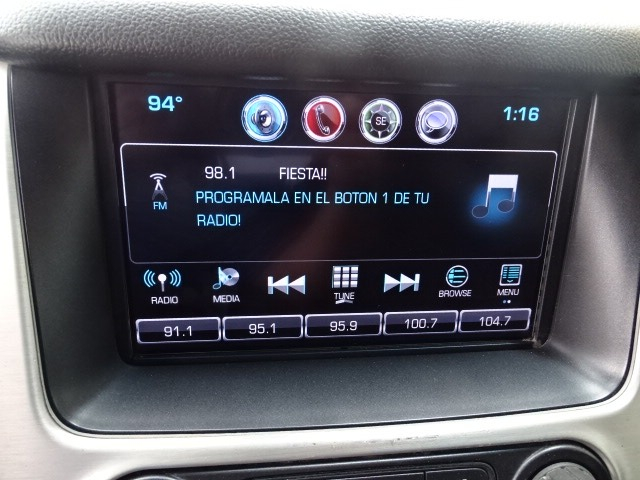 94°
SE
1:16
98.1 FIESTA!!
FM
PROGRAMALA EN EL BOTON 1 DE TU
RADIO!
RADIO
MEDIA
TUNE
BROWSE
MENU
91.1
95.1
95.9
100.7
104.7